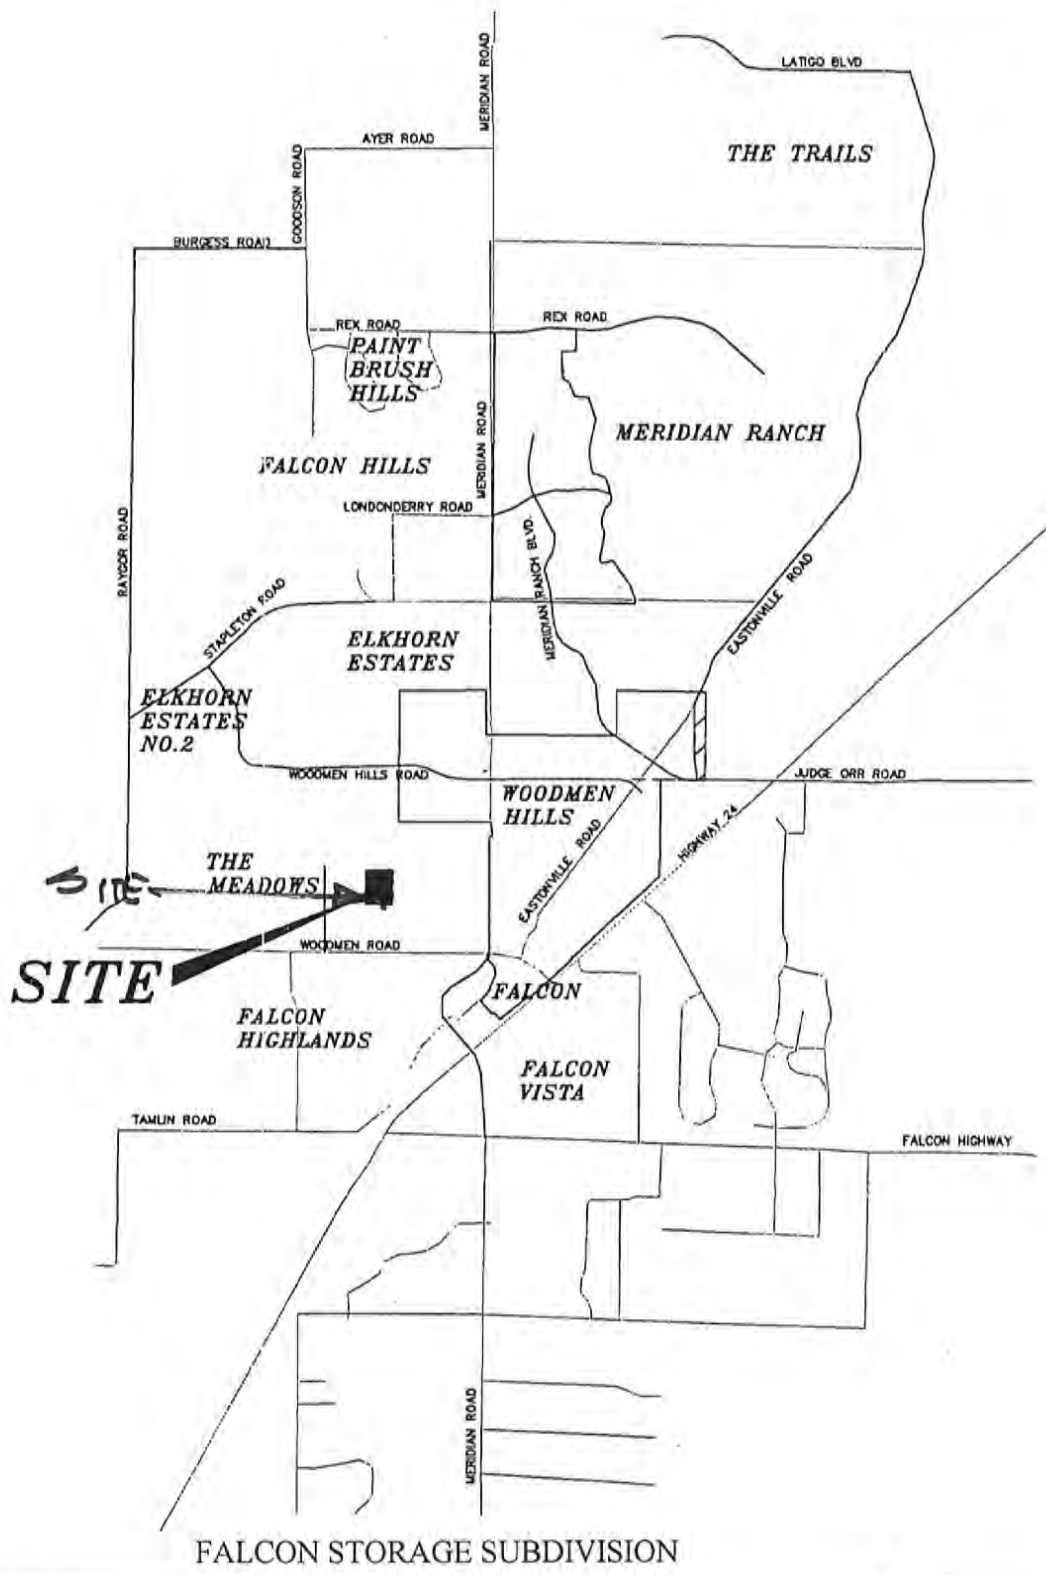 MERIDIAN ROAD
LATIGO BLVD
AYER ROAD
THE TRAILS
GOODSON ROAD
BURGESS ROAD
REX ROAD
REX ROAD
PAINT
BRUSH
HILLS
MERIDIAN ROAD
MERIDIAN RANCH
FALCON HILLS
LONDONDERRY ROAD
RAYGOR ROAD
MERIDIAN RANCH BLVD.
EASTONVILLE ROAD
STAPLETON ROAD
ELKHORN
ESTATES
ELKHORN
ESTATES
NO.2
WOODMEN HILLS ROAD
JUDGE ORR ROAD
WOODMEN
HILLS
HIGHWAY 24
EASTONVILLE ROAD
THE
MEADOWS
SITE
WOODMEN ROAD
SITE
FALCON
FALCON
HIGHLANDS
FALCON
VISTA
TAMLIN ROAD
FALCON HIGHWAY
MERIDIAN ROAD
FALCON STORAGE SUBDIVISION